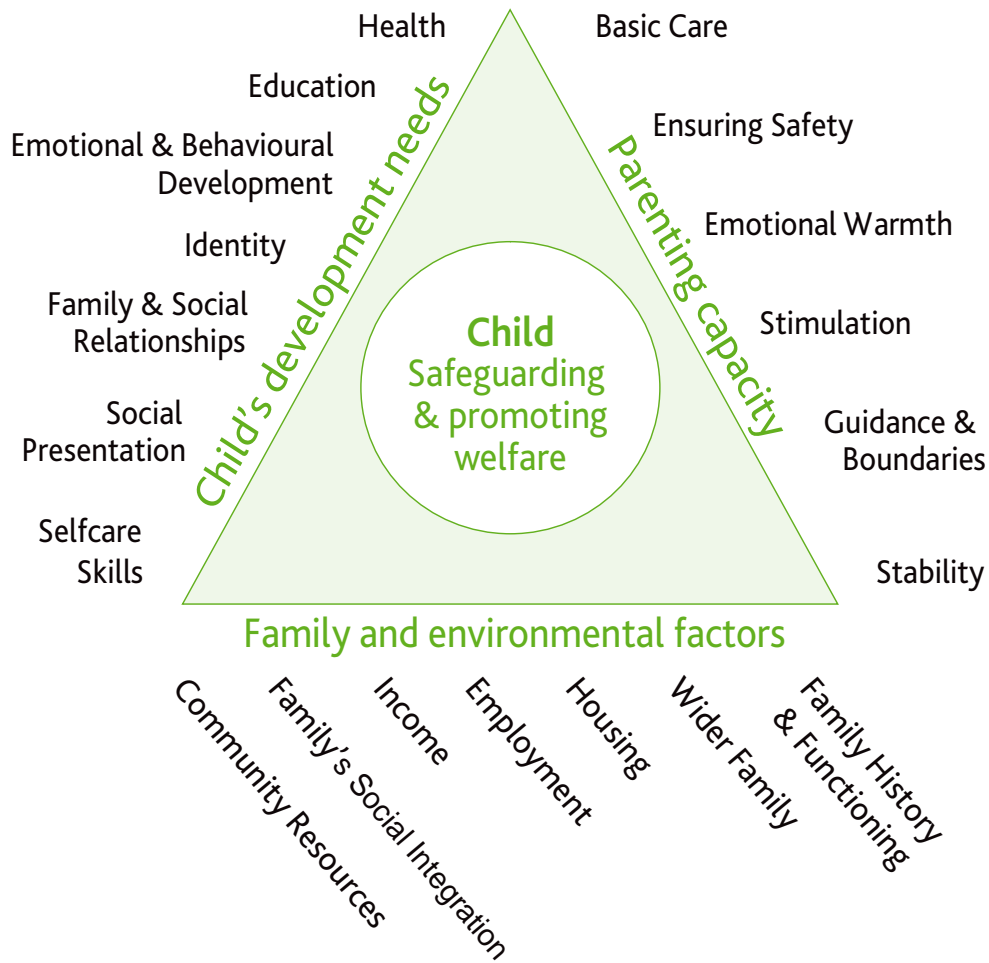 Health
Education
Emotional & Behavioural
Development
Identity
Family & Social
Relationships
Social
Presentation
Selfcare
Skills
Child's development needs
Basic Care
Ensuring Safety
Emotional Warmth
Stimulation
Guidance &
Boundaries
Stability
Parenting capacity
Child
Safeguarding
& promoting
welfare
Family and environmental factors
Community Resources
Family's Social Integration
Income
Employment
Housing
Wider Family
Family History
& Functioning